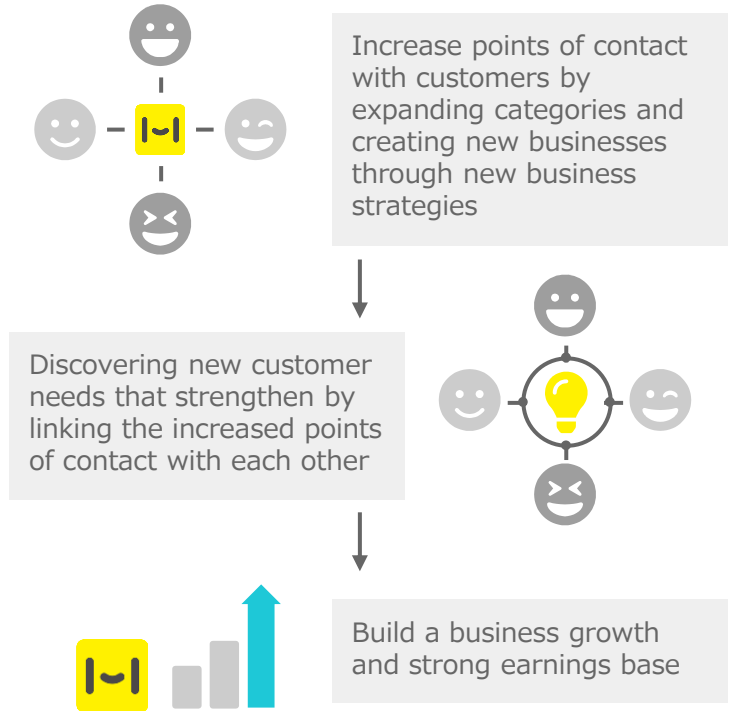 Increase points of contact
with customers by
expanding categories and
creating new businesses
through new business
strategies
Discovering new customer
needs that strengthen by
linking the increased points
of contact with each other
Build a business growth
and strong earnings base